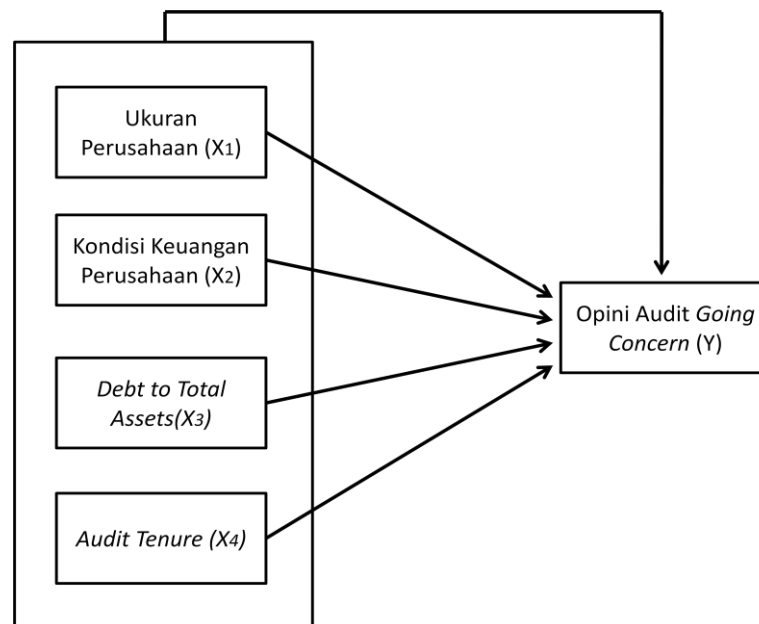 Ukuran
Perusahaan (X1)
Kondisi Keuangan
Perusahaan (X2)
Debt to Total
Assets(X3)
Audit Tenure (X4)
Opini Audit Going
Concern (Y)